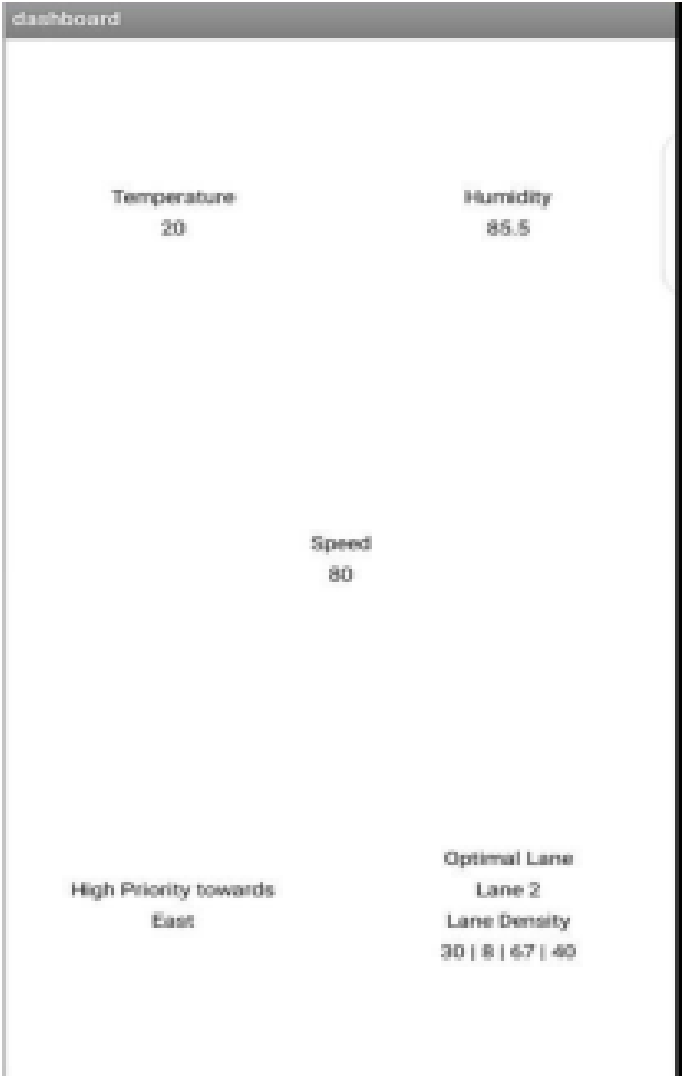 dashboard
Temperature
20
Humidity
85.5
Speed
80
High Priority towards
East
Optimal Lane
Lane 2
Lane Density
30 | 8 | 67 | 40